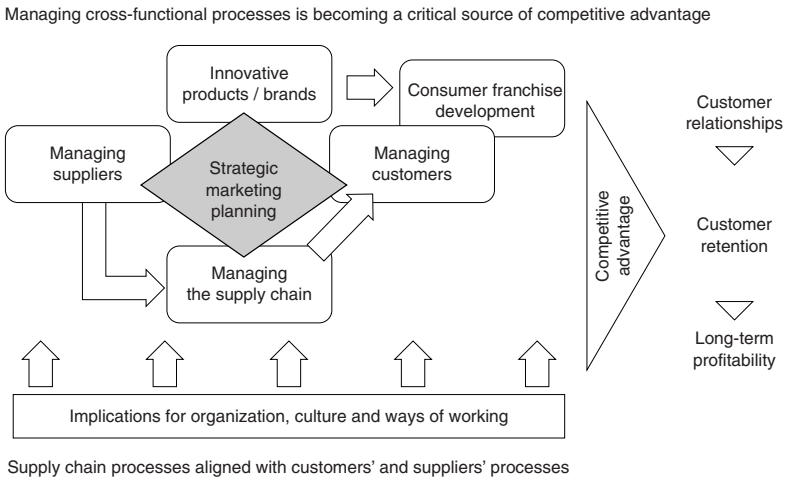 Managing cross-functional processes is becoming a critical source of competitive advantage
Innovative
products / brands
Consumer franchise
development
Managing
suppliers
Strategic
marketing
planning
Managing
customers
Managing
the supply chain
Competitive
advantage
Customer
relationships
Customer
retention
Long-term
profitability
Implications for organization, culture and ways of working
Supply chain processes aligned with customers’ and suppliers’ processes